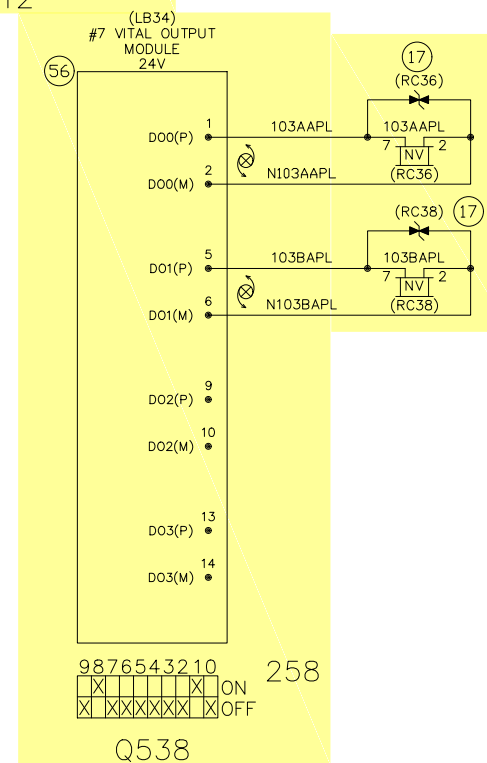 12
(LB34)
#7 VITAL OUTPUT
MODULE
24V
56
17
(RC36)
1
DO0(P)
103AAPL
103AAPL
7 NV 2
(RC36)
2
DO0(M)
N103AAPL
(RC38) 17
5
DO1(P)
103BAPL
103BAPL
7 NV 2
(RC38)
6
DO1(M)
N103BAPL
9
DO2(P)
10
DO2(M)
13
DO3(P)
14
DO3(M)
9876543210
X X ON
X XXXXXX X OFF
258
Q538